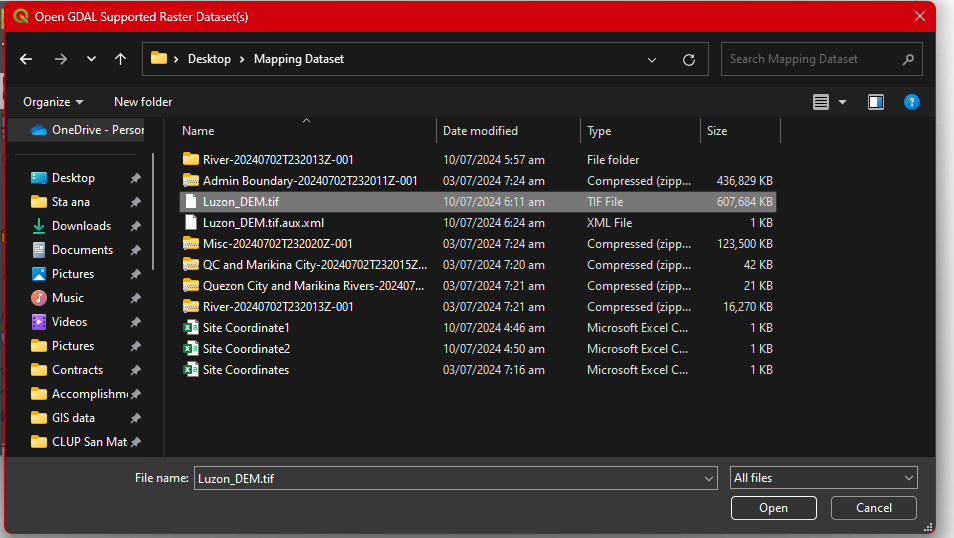 Open GDAL Supported Raster Dataset(s)
Desktop > Mapping Dataset
Search Mapping Dataset
Organize
New folder
OneDrive - Person
Desktop
Sta ana
Downloads
Documents
Pictures
Music
Videos
Pictures
Contracts
Accomplishme
GIS data
CLUP San Mat
Name Date modified Type Size
River-20240702T232013Z-001 10/07/2024 5:57 am File folder
Admin Boundary-20240702T232011Z-001 03/07/2024 7:24 am Compressed (zipp... 436,829 KB
Luzon_DEM.tif 10/07/2024 6:11 am TIF File 607,684 KB
Luzon_DEM.tif.aux.xml 10/07/2024 6:24 am XML File 1 KB
Misc-20240702T232020Z-001 03/07/2024 7:24 am Compressed (zipp... 123,500 KB
QC and Marikina City-20240702T232015Z... 03/07/2024 7:20 am Compressed (zipp... 42 KB
Quezon City and Marikina Rivers-202407... 03/07/2024 7:21 am Compressed (zipp... 21 KB
River-20240702T232013Z-001 03/07/2024 7:21 am Compressed (zipp... 16,270 KB
Site Coordinate1 10/07/2024 4:46 am Microsoft Excel C... 1 KB
Site Coordinate2 10/07/2024 4:50 am Microsoft Excel C... 1 KB
Site Coordinates 03/07/2024 7:16 am Microsoft Excel C... 1 KB
File name: Luzon_DEM.tif
All files
Open
Cancel